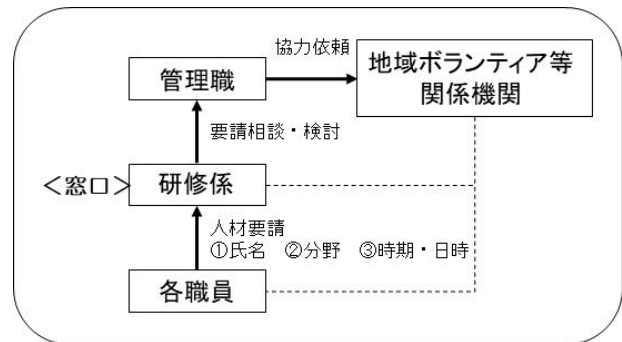 協力依頼
管理職
地域ボランティア等
関係機関
要請相談・検討
＜窓口＞
研修係
人材要請
①氏名　②分野　③時期・日時
各職員